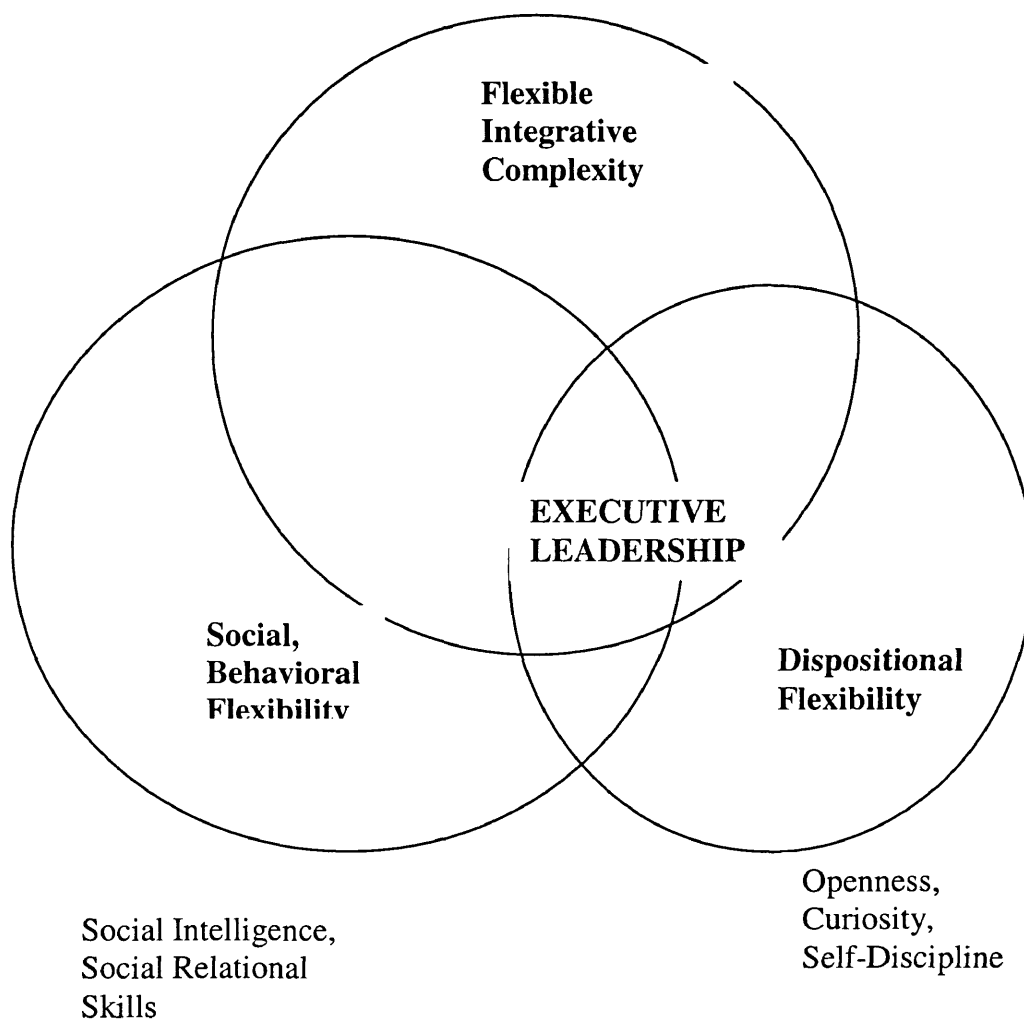 Flexible
Integrative
Complexity
EXECUTIVE
LEADERSHIP
Social,
Behavioral
Flexibility
Dispositional
Flexibility
Openness,
Curiosity,
Self-Discipline
Social Intelligence,
Social Relational
Skills